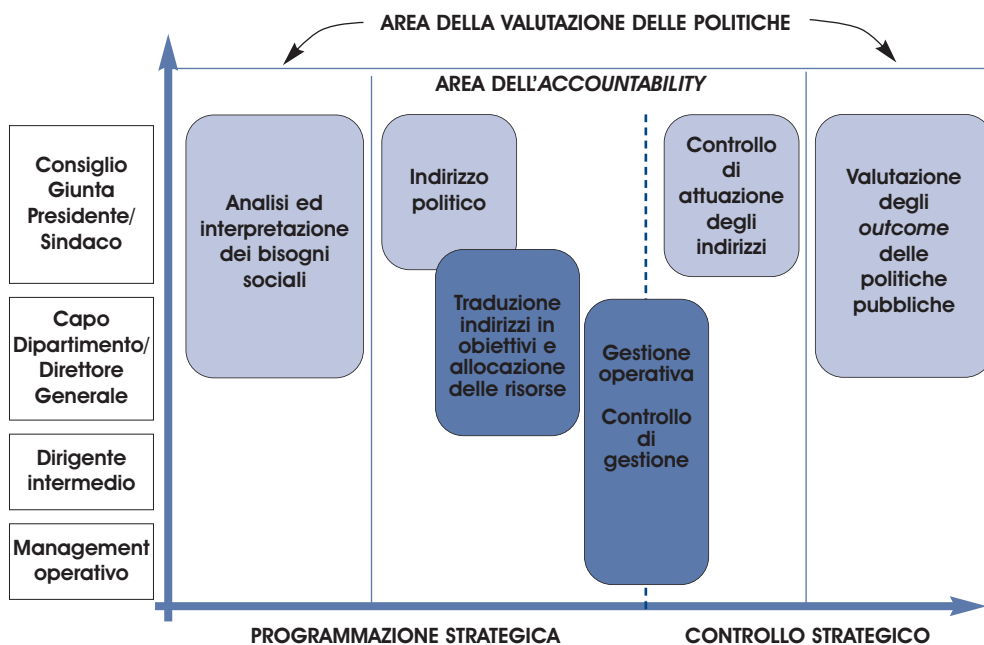 AREA DELLA VALUTAZIONE DELLE POLITICHE
AREA DELL'ACCOUNTABILITY
Consiglio
Giunta
Presidente/
Sindaco
Capo
Dipartimento/
Direttore
Generale
Dirigente
intermedio
Management
operativo
Analisi ed
interpretazione
dei bisogni
sociali
Indirizzo
politico
Traduzione
indirizzi in
obiettivi e
allocazione
delle risorse
Gestione
operativa
Controllo
di
gestione
Controllo
di
attuazione
degli
indirizzi
Valutazione
degli
outcome
delle
politiche
pubbliche
PROGRAMMAZIONE STRATEGICA
CONTROLLO STRATEGICO